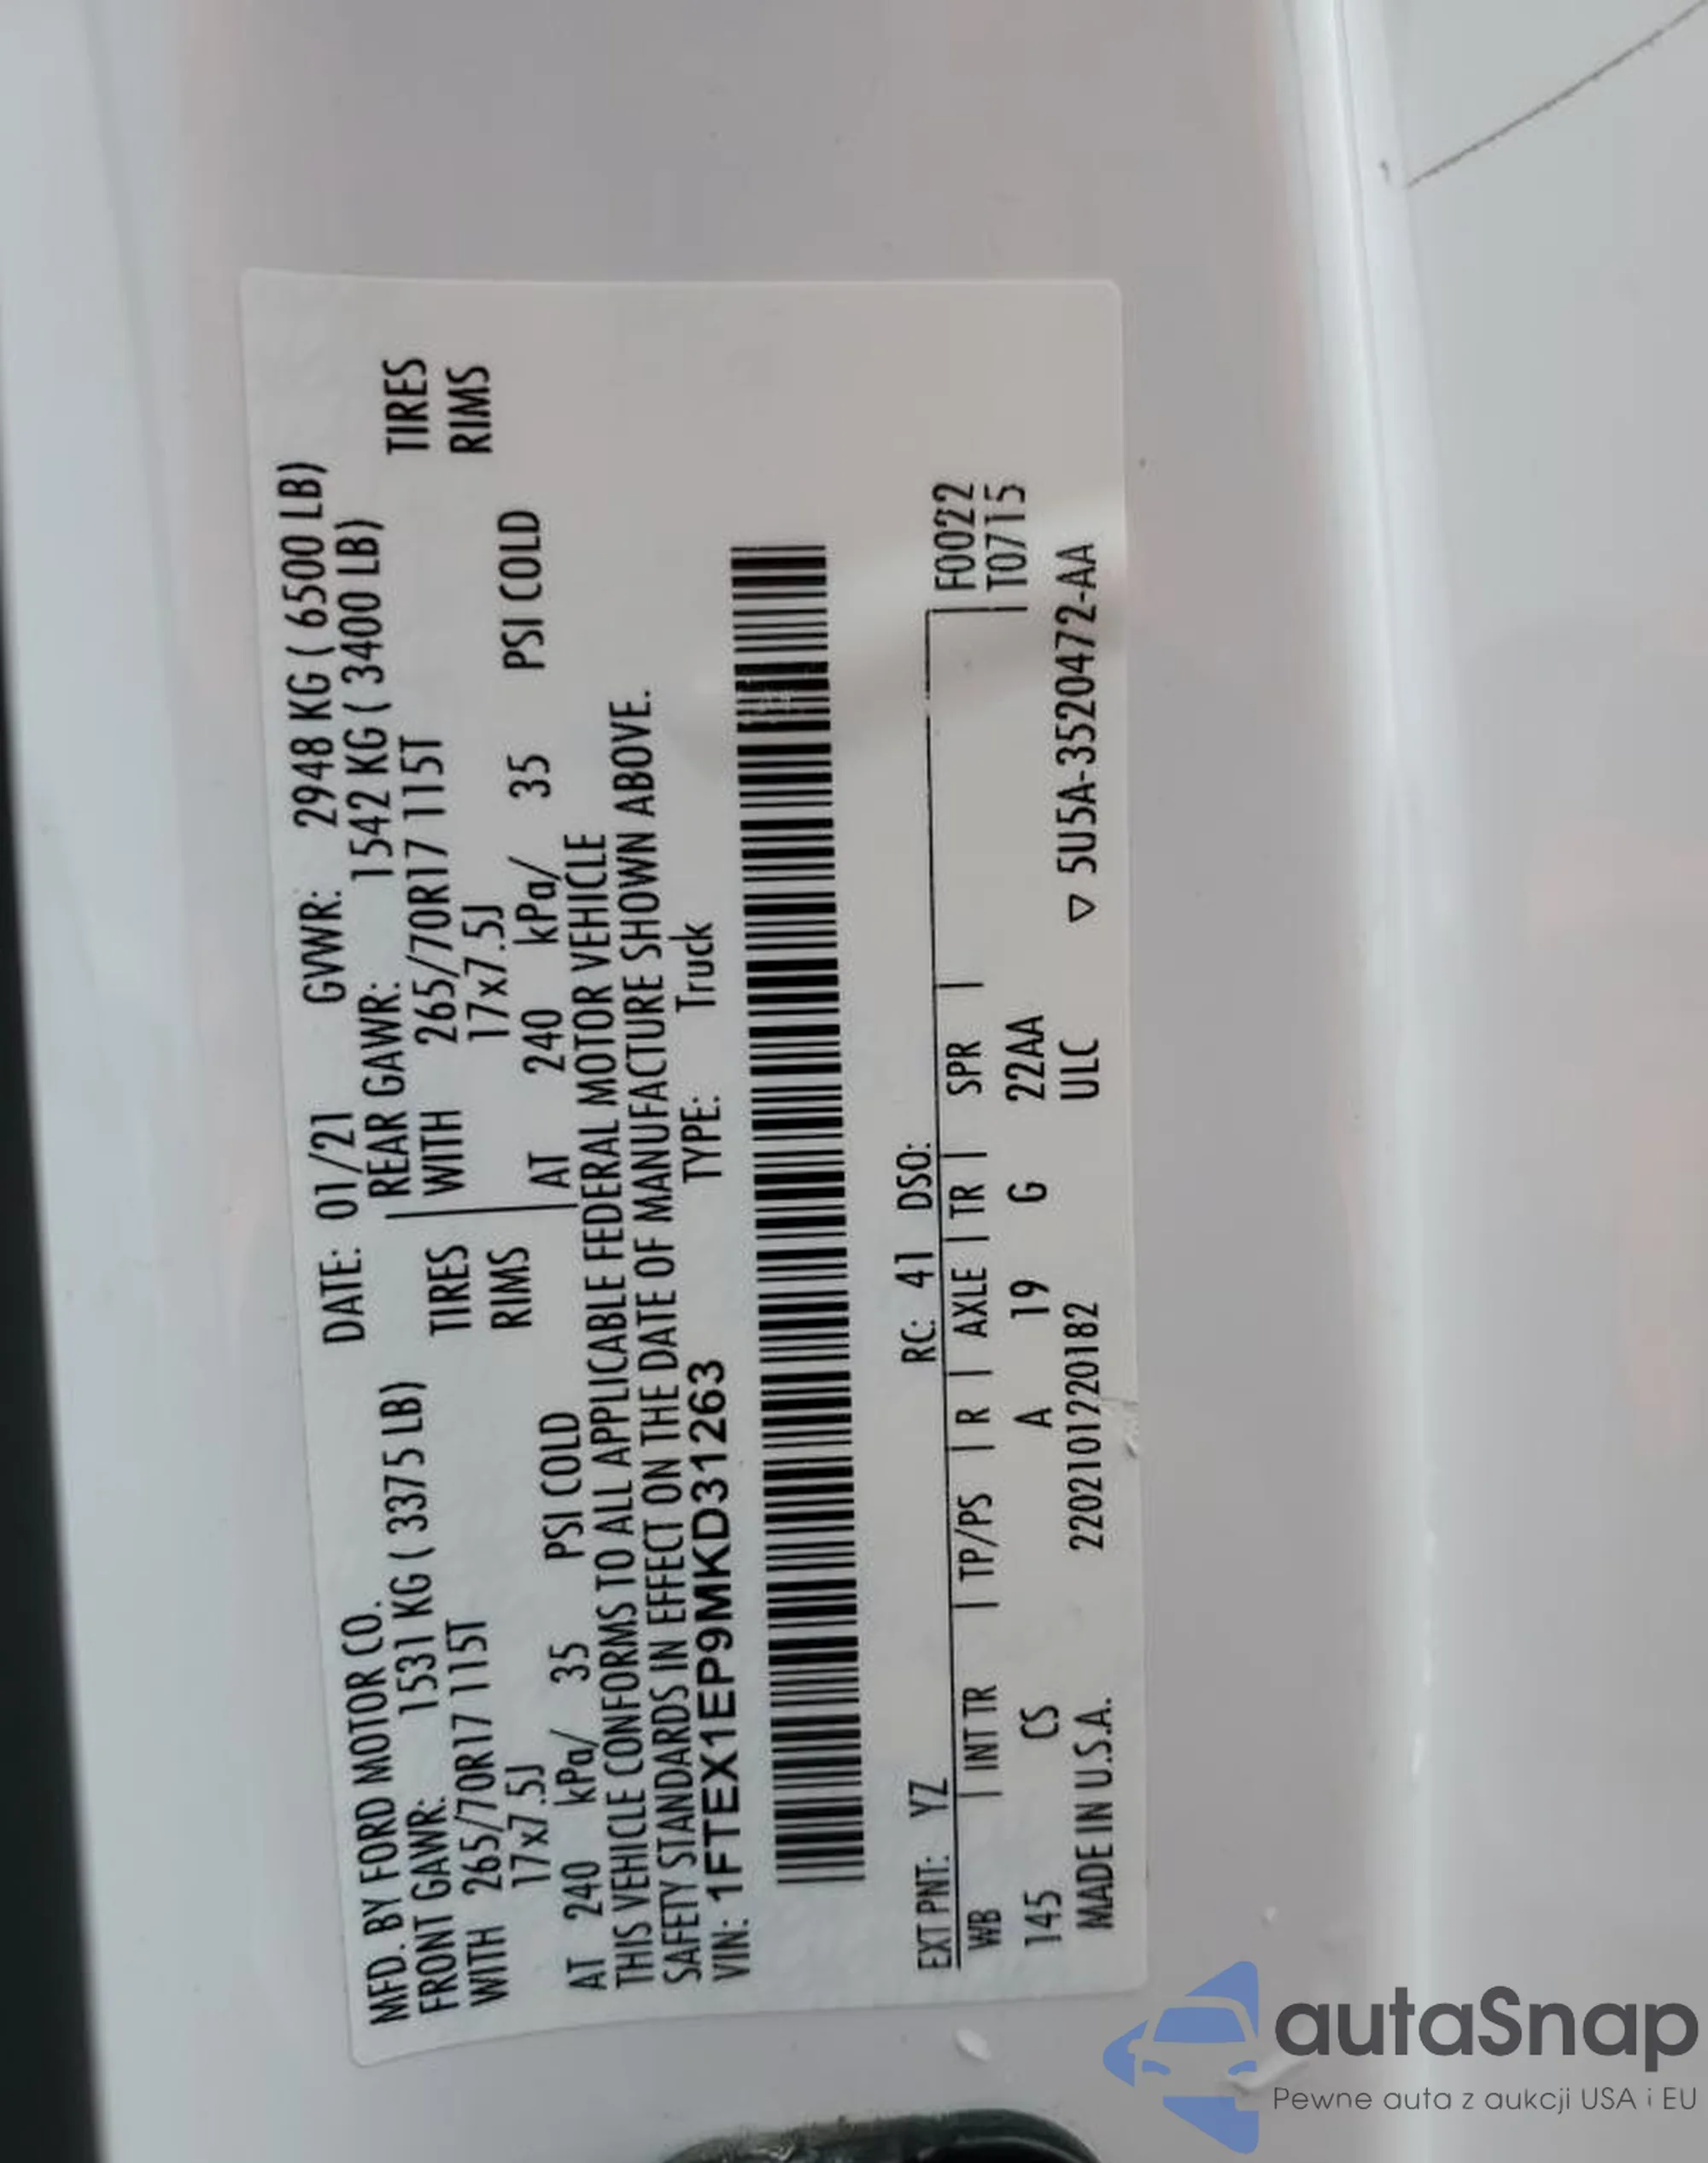 MFD. BY FORD MOTOR CO. DATE: 01/21 GVWR: 2948 KG ( 6500 LB)
FRONT GAWR: 1531 KG ( 3375 LB) REAR GAWR: 1542 KG ( 3400 LB)
WITH 265/70R17 115T TIRES WITH 265/70R17 115T TIRES
17x7.5J RIMS 17x7.5J RIMS
AT 240 kPa/ 35 PSI COLD AT 240 kPa/ 35 PSI COLD
THIS VEHICLE CONFORMS TO ALL APPLICABLE FEDERAL MOTOR VEHICLE
SAFETY STANDARDS IN EFFECT ON THE DATE OF MANUFACTURE SHOWN ABOVE.
VIN: 1FTEX1EP9MKD31263 TYPE: Truck
EXT PNT: YZ RC: 41 DSO:
WB | INT TR | TP/PS | R | AXLE | TR | SPR | F0022
145 CS A 19 G 22AA T0715
MADE IN U.S.A. 220210122O182 ULC ▽ 5U5A-3520472-AA
autaSnap
Pewne auta z aukcji USA i EU